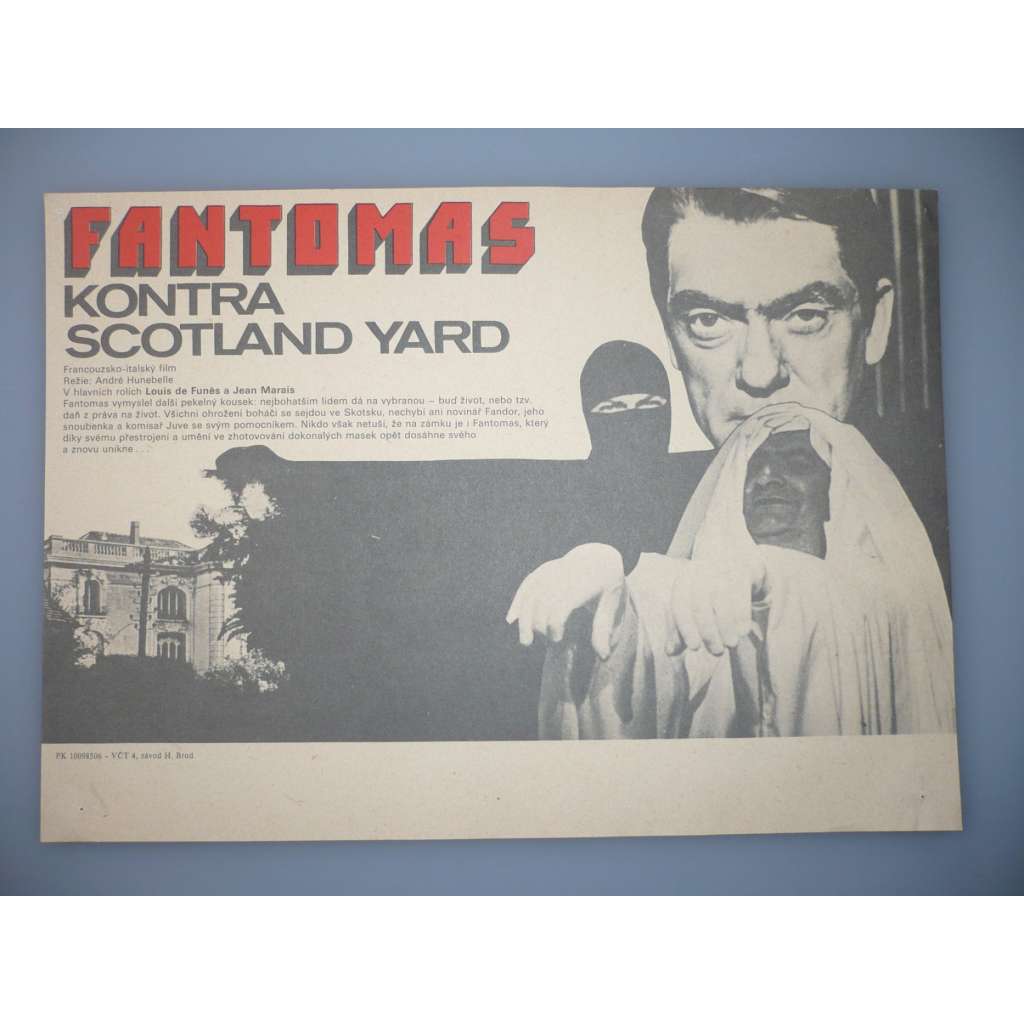 FANTOMAS
KONTRA
SCOTLAND YARD
Francouzsko-italský film
Režie: André Hunebelle
V hlavních rolích Louis de Funès a Jean Marais
Fantomas vymyslel další pekelný kousek: nejbohatším lidem dá na vybranou – buď život, nebo tzv.
daň z práva na život. Všichni ohrožení boháči se sejdou ve Skotsku, nechybí ani novinář Fandor, jeho
snoubenka a komisař Juve se svým pomocníkem. Nikdo však netuší, že na zámku je i Fantomas, který
díky svému přestrojení a umění ve zhotovování dokonalých masek opět dosáhne svého
a znovu unikne...
PK 10098506 – VČT 4, závod H. Brod